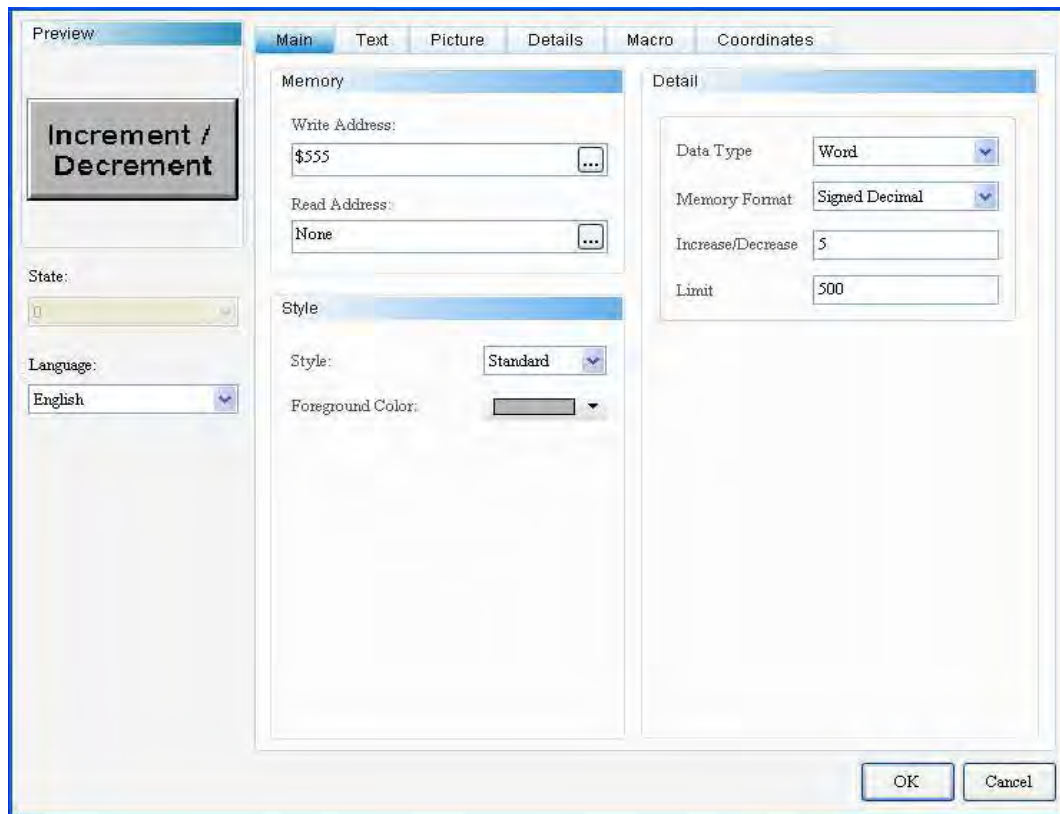 Preview
Increment /
Decrement
State:
0
Language:
English
Main Text Picture Details Macro Coordinates
Memory
Write Address:
$555
...
Read Address:
None
...
Style
Style:
Standard
Foreground Color:
Detail
Data Type
Word
Memory Format
Signed Decimal
Increase/Decrease
5
Limit
500
OK
Cancel